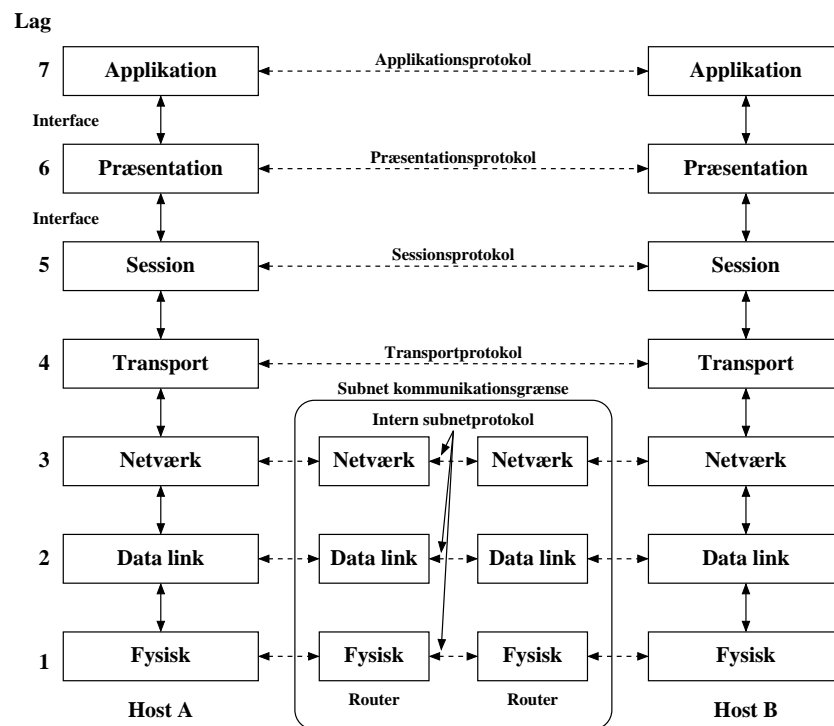 Lag
7 Applikation Applikationsprotokol Applikation
Interface
6 Præsentation Præsentationsprotokol Præsentation
Interface
5 Session Sessionsprotokol Session
4 Transport Transportprotokol Transport
Subnet kommunikationsgrænse
Intern subnetprotokol
3 Netværk Netværk Netværk Netværk
2 Data link Data link Data link Data link
1 Fysisk Fysisk Fysisk Fysisk
Router Router
Host A Host B